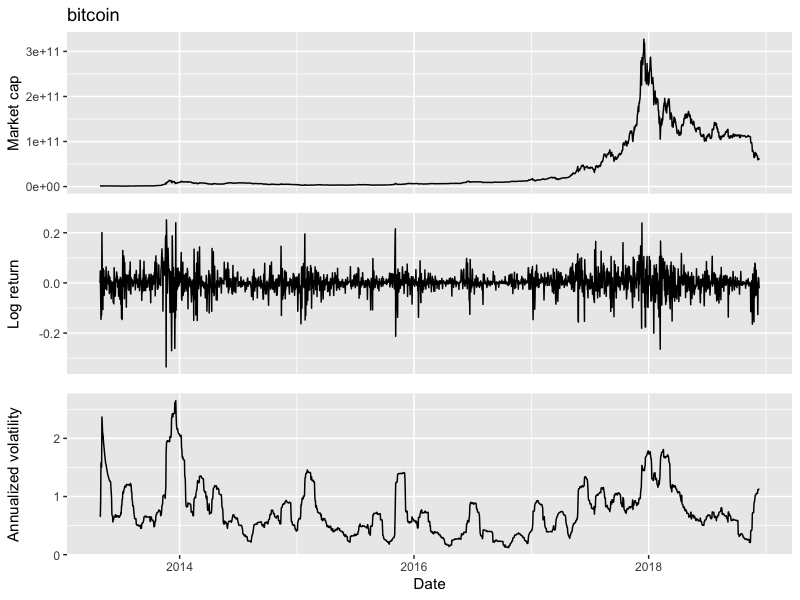 bitcoin
Market cap
3e+11
2e+11
1e+11
0e+00
Log return
0.2
0.0
-0.2
Annualized volatility
2
1
0
2014
2016
2018
Date